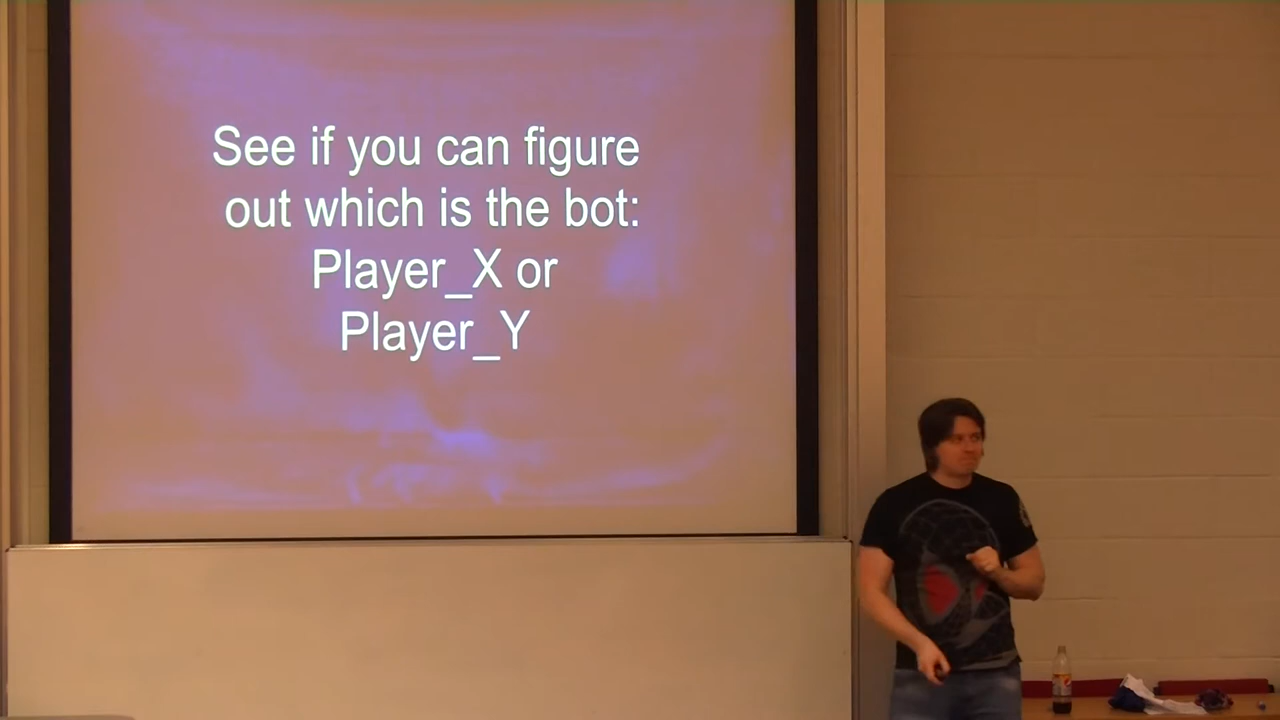 See if you can figure
out which is the bot:
Player_X or
Player_Y